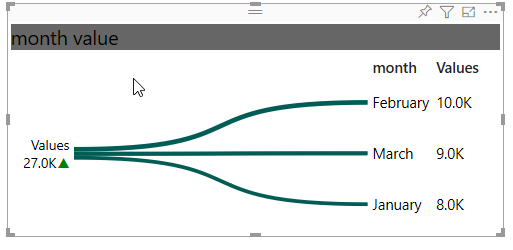 month value
month Values
February 10.0K
Values
27.0K▲
March 9.0K
January 8.0K